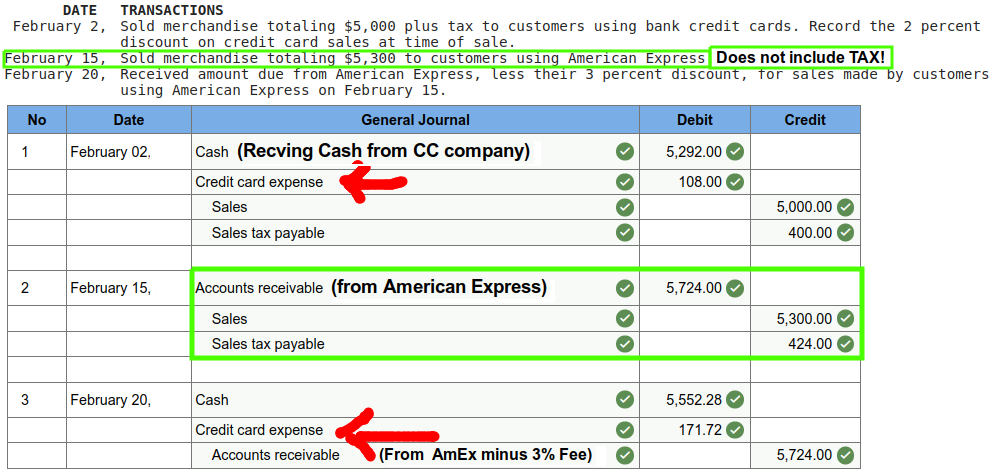 DATE TRANSACTIONS
February 2, Sold merchandise totaling $5,000 plus tax to customers using bank credit cards. Record the 2 percent
discount on credit card sales at time of sale.
February 15, Sold merchandise totaling $5,300 to customers using American Express Does not include TAX!
February 20, Received amount due from American Express, less their 3 percent discount, for sales made by customers
using American Express on February 15.
No Date General Journal Debit Credit
1 February 02, Cash (Recving Cash from CC company) 5,292.00
Credit card expense 108.00
Sales 5,000.00
Sales tax payable 400.00
2 February 15, Accounts receivable (from American Express) 5,724.00
Sales 5,300.00
Sales tax payable 424.00
3 February 20, Cash 5,552.28
Credit card expense 171.72
Accounts receivable (From AmEx minus 3% Fee) 5,724.00